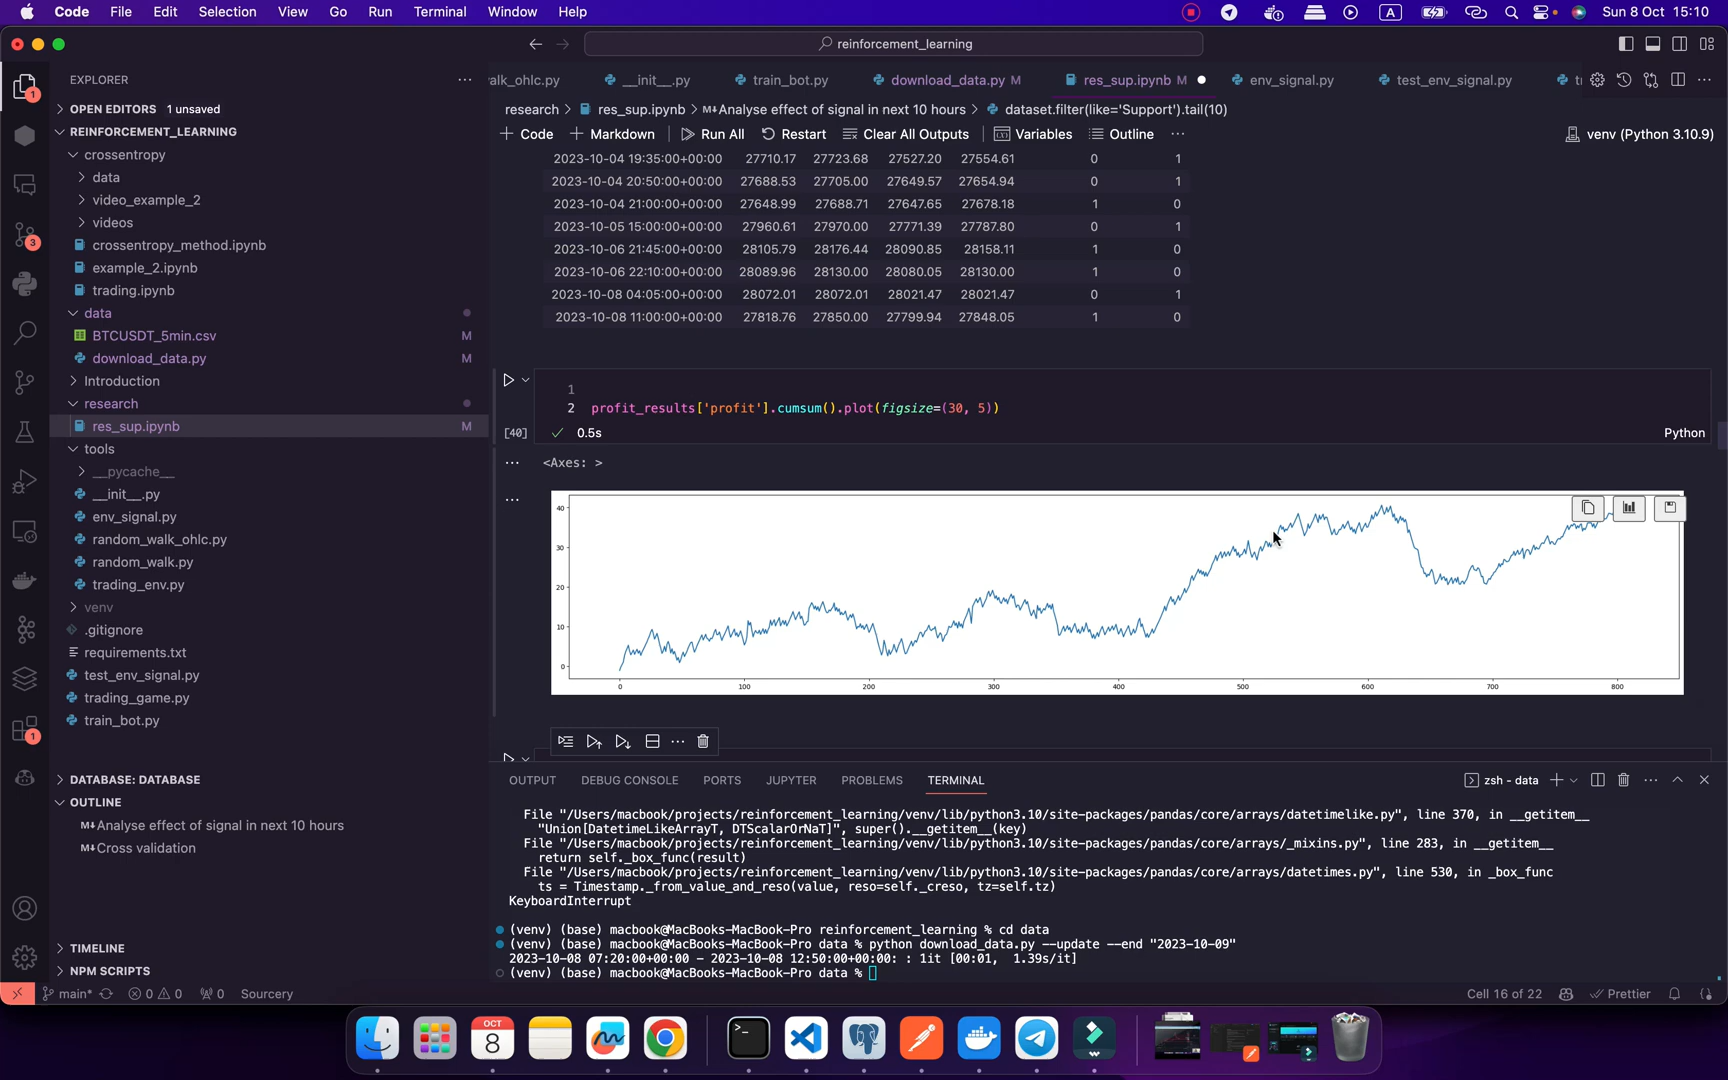 Code File Edit Selection View Go Run Terminal Window Help
A
Sun 8 Oct 15:10
reinforcement_learning
EXPLORER
OPEN EDITORS 1 unsaved
REINFORCEMENT_LEARNING
crossentropy
data
video_example_2
videos
crossentropy_method.ipynb
example_2.ipynb
trading.ipynb
data
BTCUSDT_5min.csv M
download_data.py M
Introduction
research
res_sup.ipynb M
tools
__pycache__
__init__.py
env_signal.py
random_walk_ohlc.py
random_walk.py
trading_env.py
venv
.gitignore
requirements.txt
test_env_signal.py
trading_game.py
train_bot.py
DATABASE: DATABASE
OUTLINE
M↓Analyse effect of signal in next 10 hours
M↓Cross validation
TIMELINE
NPM SCRIPTS
1
3
1
alk_ohlc.py __init__.py train_bot.py download_data.py M res_sup.ipynb M env_signal.py test_env_signal.py
research > res_sup.ipynb > M↓Analyse effect of signal in next 10 hours > dataset.filter(like='Support').tail(10)
+ Code + Markdown Run All Restart Clear All Outputs Variables Outline ··· venv (Python 3.10.9)
2023-10-04 19:35:00+00:00 27710.17 27723.68 27527.20 27554.61 0 1
2023-10-04 20:50:00+00:00 27688.53 27705.00 27649.57 27654.94 0 1
2023-10-04 21:00:00+00:00 27648.99 27688.71 27647.65 27678.18 1 0
2023-10-05 15:00:00+00:00 27960.61 27970.00 27771.39 27787.80 0 1
2023-10-06 21:45:00+00:00 28105.79 28176.44 28090.85 28158.11 1 0
2023-10-06 22:10:00+00:00 28089.96 28130.00 28080.05 28130.00 1 0
2023-10-08 04:05:00+00:00 28072.01 28072.01 28021.47 28021.47 0 1
2023-10-08 11:00:00+00:00 27818.76 27850.00 27799.94 27848.05 1 0
1
2 profit_results['profit'].cumsum().plot(figsize=(30, 5))
[40] 0.5s Python
<Axes: >
40
30
20
10
0
0 100 200 300 400 500 600 700 800
OUTPUT DEBUG CONSOLE PORTS JUPYTER PROBLEMS TERMINAL zsh - data
File "/Users/macbook/projects/reinforcement_learning/venv/lib/python3.10/site-packages/pandas/core/arrays/datetimelike.py", line 370, in __getitem__
"Union[DatetimeLikeArrayT, DTScalarOrNaT]", super().__getitem__(key)
File "/Users/macbook/projects/reinforcement_learning/venv/lib/python3.10/site-packages/pandas/core/arrays/_mixins.py", line 283, in __getitem__
return self._box_func(result)
File "/Users/macbook/projects/reinforcement_learning/venv/lib/python3.10/site-packages/pandas/core/arrays/datetimes.py", line 530, in _box_func
ts = Timestamp._from_value_and_reso(value, reso=self._creso, tz=self.tz)
KeyboardInterrupt
(venv) (base) macbook@MacBooks-MacBook-Pro reinforcement_learning % cd data
(venv) (base) macbook@MacBooks-MacBook-Pro data % python download_data.py --update --end "2023-10-09"
2023-10-08 07:20:00+00:00 - 2023-10-08 12:50:00+00:00: : 1it [00:01, 1.39s/it]
(venv) (base) macbook@MacBooks-MacBook-Pro data %
main* 0 0 0 Sourcery Cell 16 of 22 Prettier
OCT
8